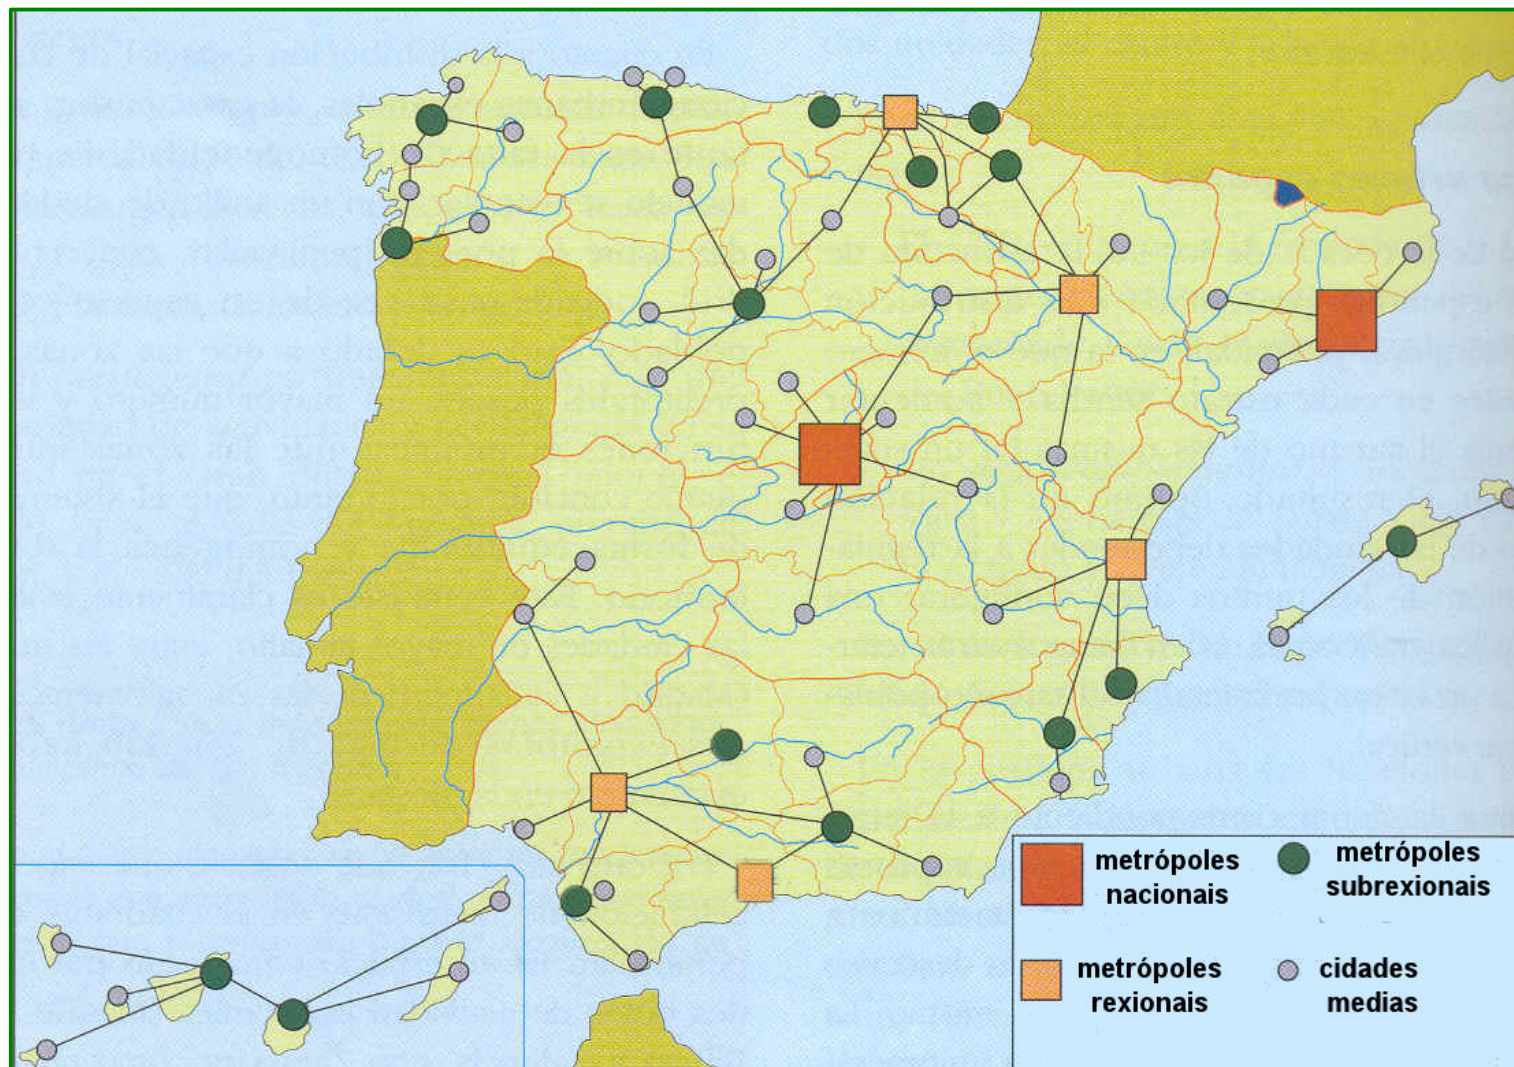 metrópoles
nacionais
metrópoles
subrexionais
metrópoles
rexionais
cidades
medias